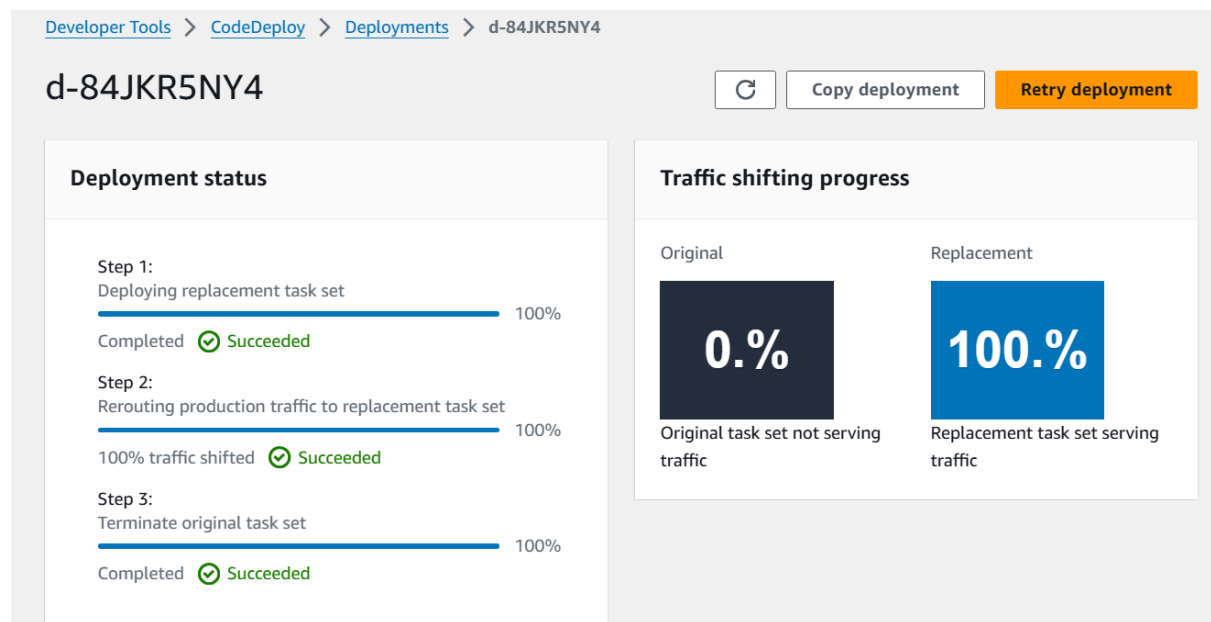 Developer Tools > CodeDeploy > Deployments > d-84JKR5NY4
d-84JKR5NY4
Copy deployment
Retry deployment
Deployment status
Step 1:
Deploying replacement task set
100%
Completed Succeeded
Step 2:
Rerouting production traffic to replacement task set
100%
100% traffic shifted Succeeded
Step 3:
Terminate original task set
100%
Completed Succeeded
Traffic shifting progress
Original
0.%
Original task set not serving
traffic
Replacement
100.%
Replacement task set serving
traffic